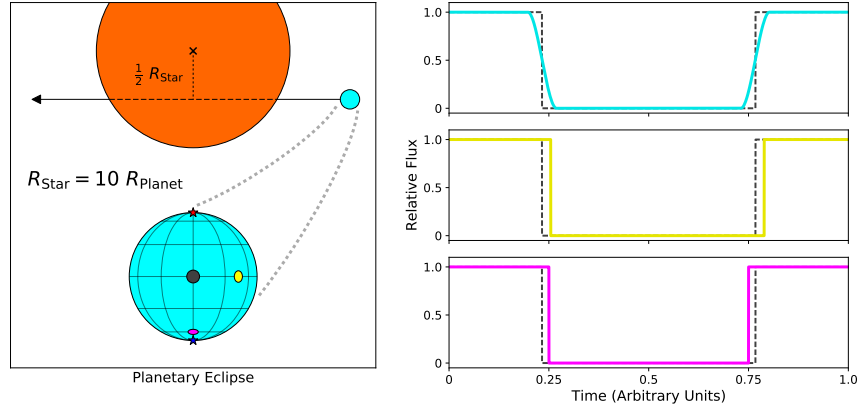 ½ R_Star
R_Star = 10 R_Planet
Planetary Eclipse
Relative Flux
1.0
0.5
0
1.0
0.5
0
1.0
0.5
0
0 0.25 0.5 0.75 1.0
Time (Arbitrary Units)